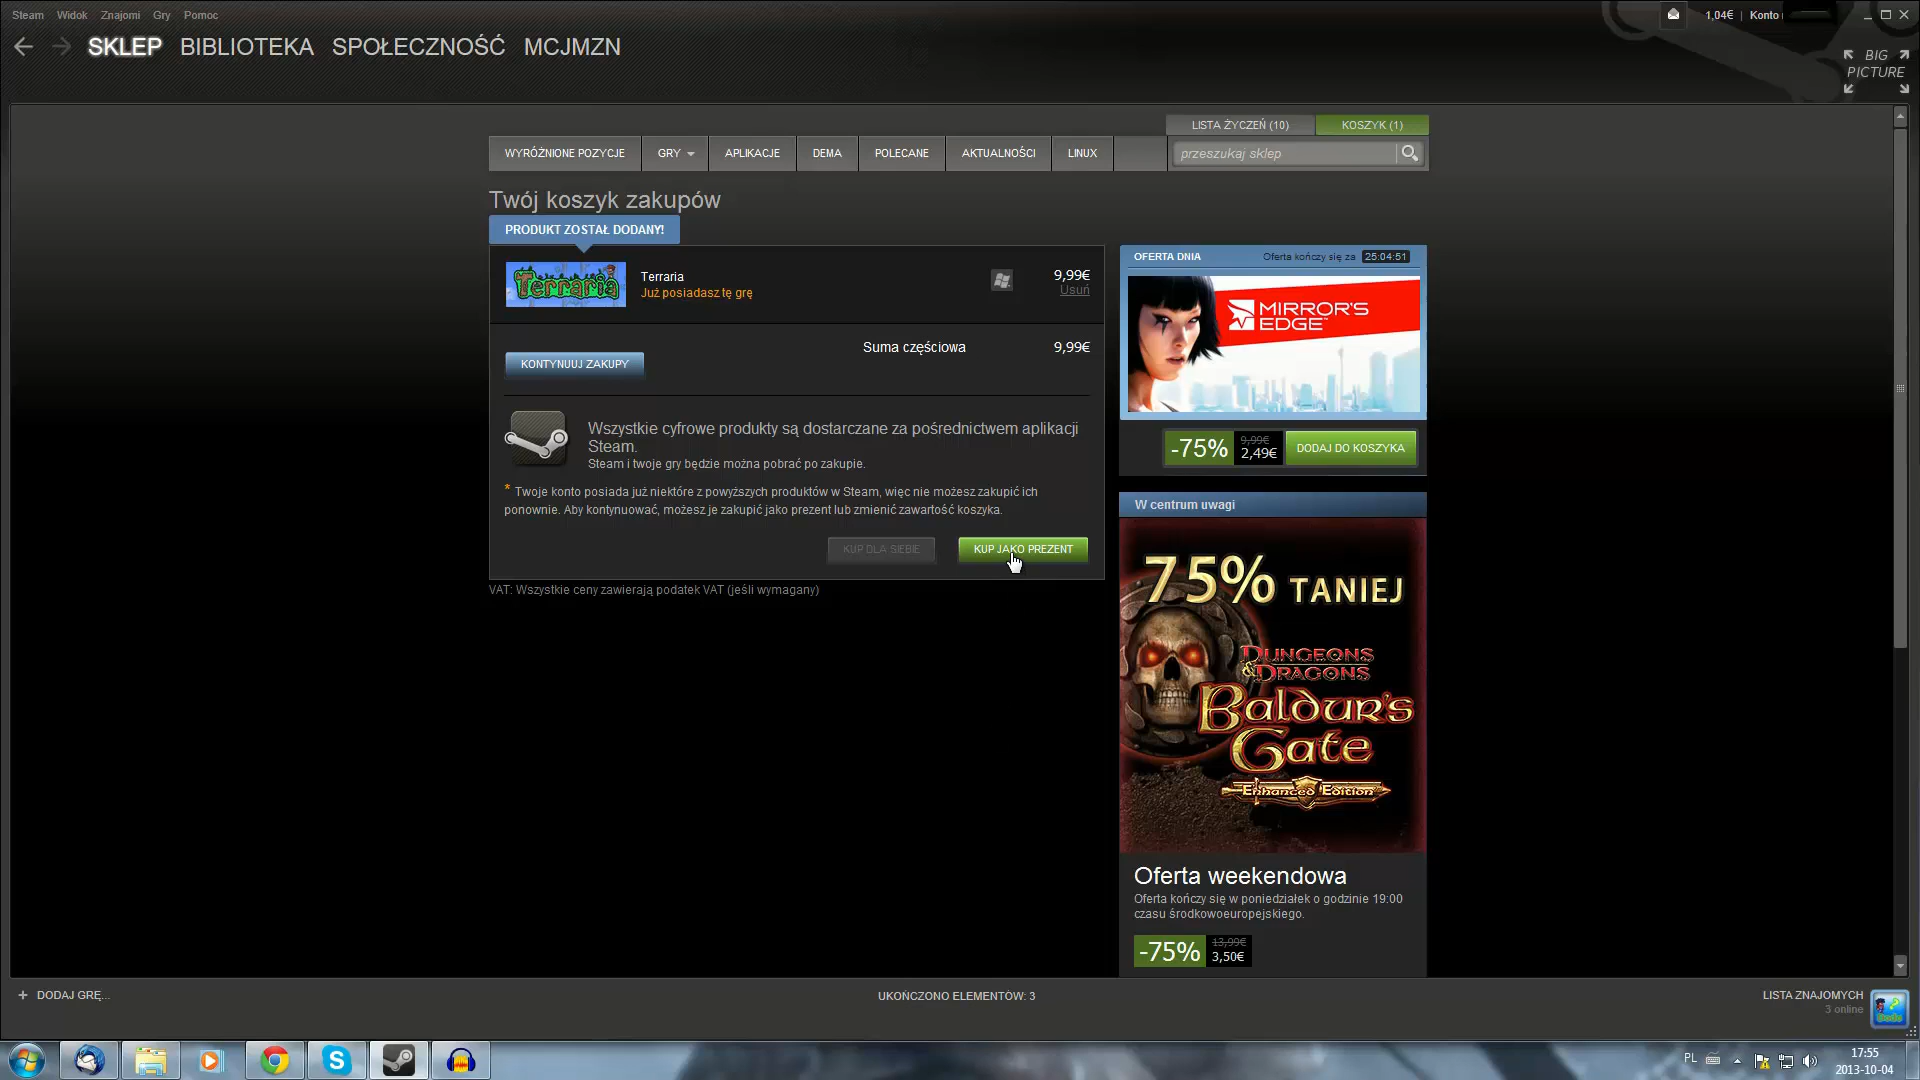 Steam Widok Znajomi Gry Pomoc
1,04€ | Konto
SKLEP BIBLIOTEKA SPOŁECZNOŚĆ MCJMZN
BIG
PICTURE
LISTA ŻYCZEŃ (10) KOSZYK (1)
WYRÓŻNIONE POZYCJE GRY APLIKACJE DEMA POLECANE AKTUALNOŚCI LINUX przeszukaj sklep
Twój koszyk zakupów
PRODUKT ZOSTAŁ DODANY!
Terraria
Terraria
Już posiadasz tę grę
9,99€
Usuń
Suma częściowa 9,99€
KONTYNUUJ ZAKUPY
Wszystkie cyfrowe produkty są dostarczane za pośrednictwem aplikacji
Steam.
Steam i twoje gry będzie można pobrać po zakupie.
* Twoje konto posiada już niektóre z powyższych produktów w Steam, więc nie możesz zakupić ich
ponownie. Aby kontynuować, możesz je zakupić jako prezent lub zmienić zawartość koszyka.
KUP DLA SIEBIE KUP JAKO PREZENT
VAT: Wszystkie ceny zawierają podatek VAT (jeśli wymagany)
OFERTA DNIA Oferta kończy się za 25:04:51
MIRROR'S
EDGE™
-75% 9,99€ 2,49€ DODAJ DO KOSZYKA
W centrum uwagi
75% TANIEJ
DUNGEONS
& DRAGONS
Baldur's
Gate
Enhanced Edition
Oferta weekendowa
Oferta kończy się w poniedziałek o godzinie 19:00
czasu środkowoeuropejskiego.
-75% 13,99€ 3,50€
+ DODAJ GRĘ...
UKOŃCZONO ELEMENTÓW: 3
LISTA ZNAJOMYCH
3 online
PL
17:55
2013-10-04